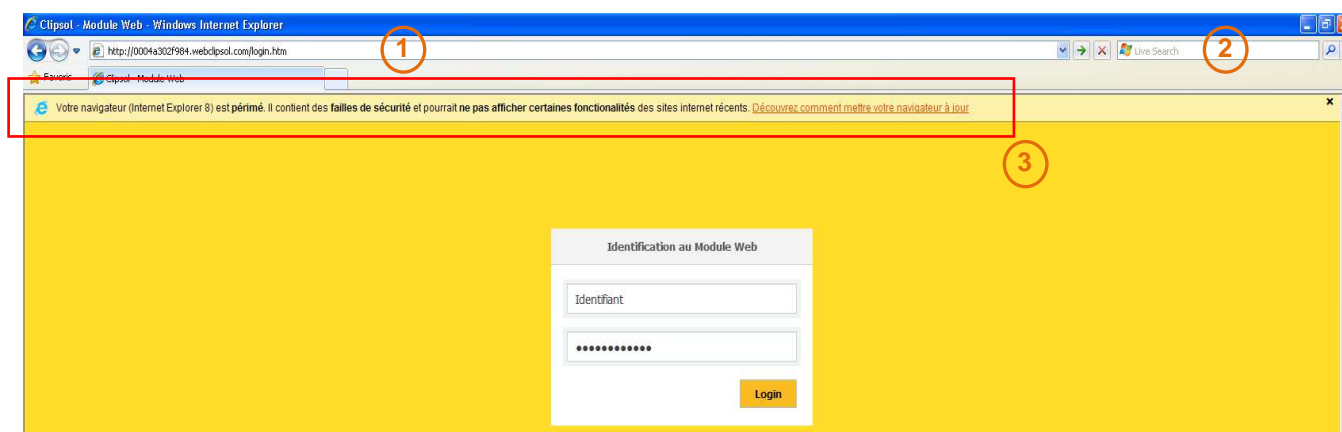 Clipsol - Module Web - Windows Internet Explorer
http://0004a302f984.webclipsol.com/login.htm
1
Live Search
2
Favoris
Clipsol - Module Web
Votre navigateur (Internet Explorer 8) est périmé. Il contient des failles de sécurité et pourrait ne pas afficher certaines fonctionalités des sites internet récents. Découvrez comment mettre votre navigateur à jour
x
3
Identification au Module Web
Identifiant
••••••••••••
Login